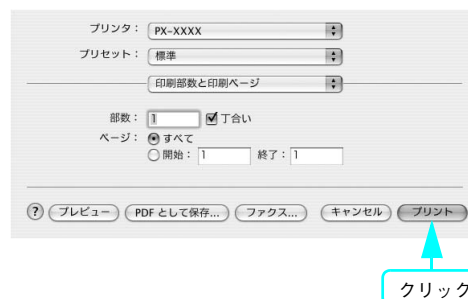 プリンタ： PX-XXXX
プリセット： 標準
印刷部数と印刷ページ
部数： 1 丁合い
ページ： すべて
開始： 1 終了： 1
? プレビュー PDF として保存... ファクス... キャンセル プリント
クリック